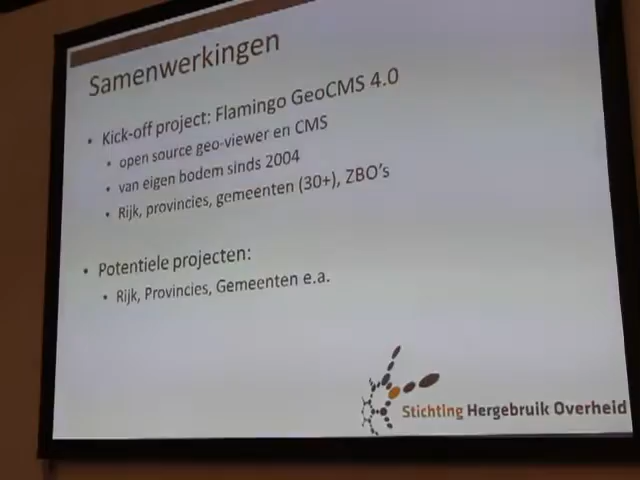 Samenwerkingen
• Kick-off project: Flamingo GeoCMS 4.0
• open source geo-viewer en CMS
• van eigen bodem sinds 2004
• Rijk, provincies, gemeenten (30+), ZBO's
• Potentiele projecten:
• Rijk, Provincies, Gemeenten e.a.
Stichting Hergebruik Overheid